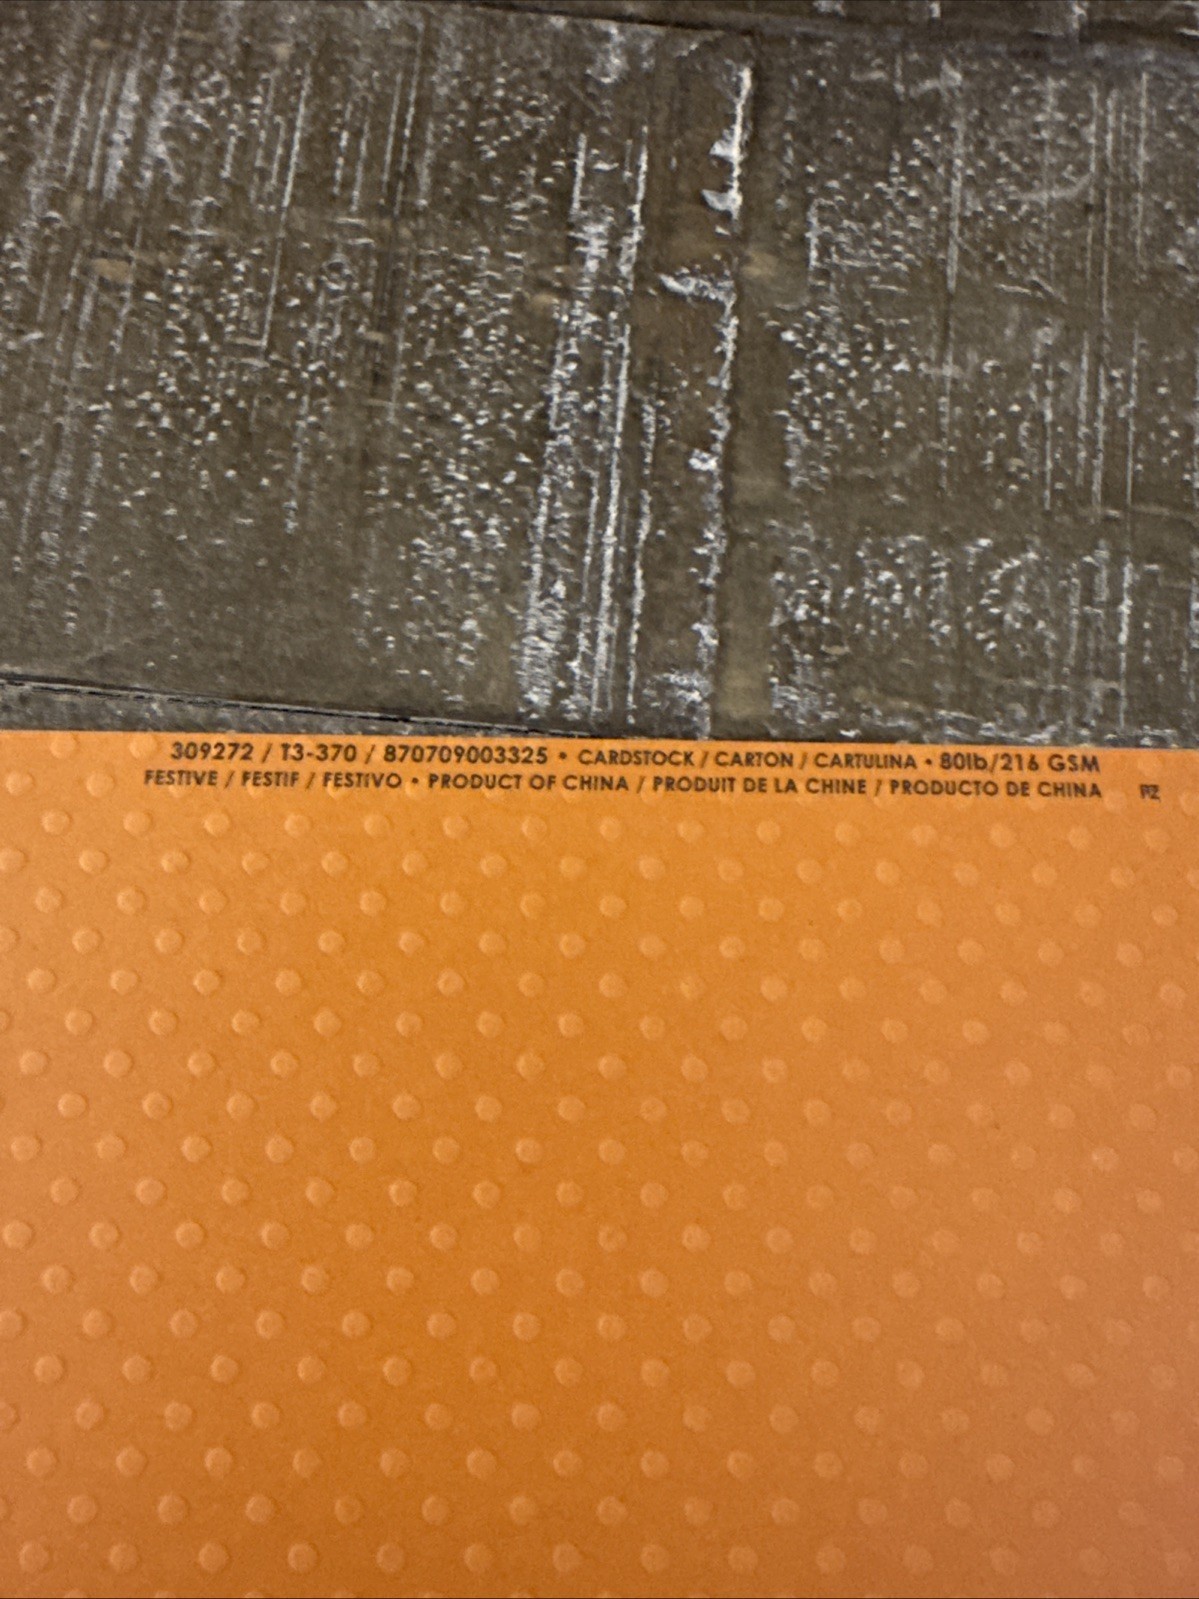 309272 / T3-370 / 870709003325 • CARDSTOCK / CARTON / CARTULINA • 80lb/216 GSM
FESTIVE / FESTIF / FESTIVO • PRODUCT OF CHINA / PRODUIT DE LA CHINE / PRODUCTO DE CHINA